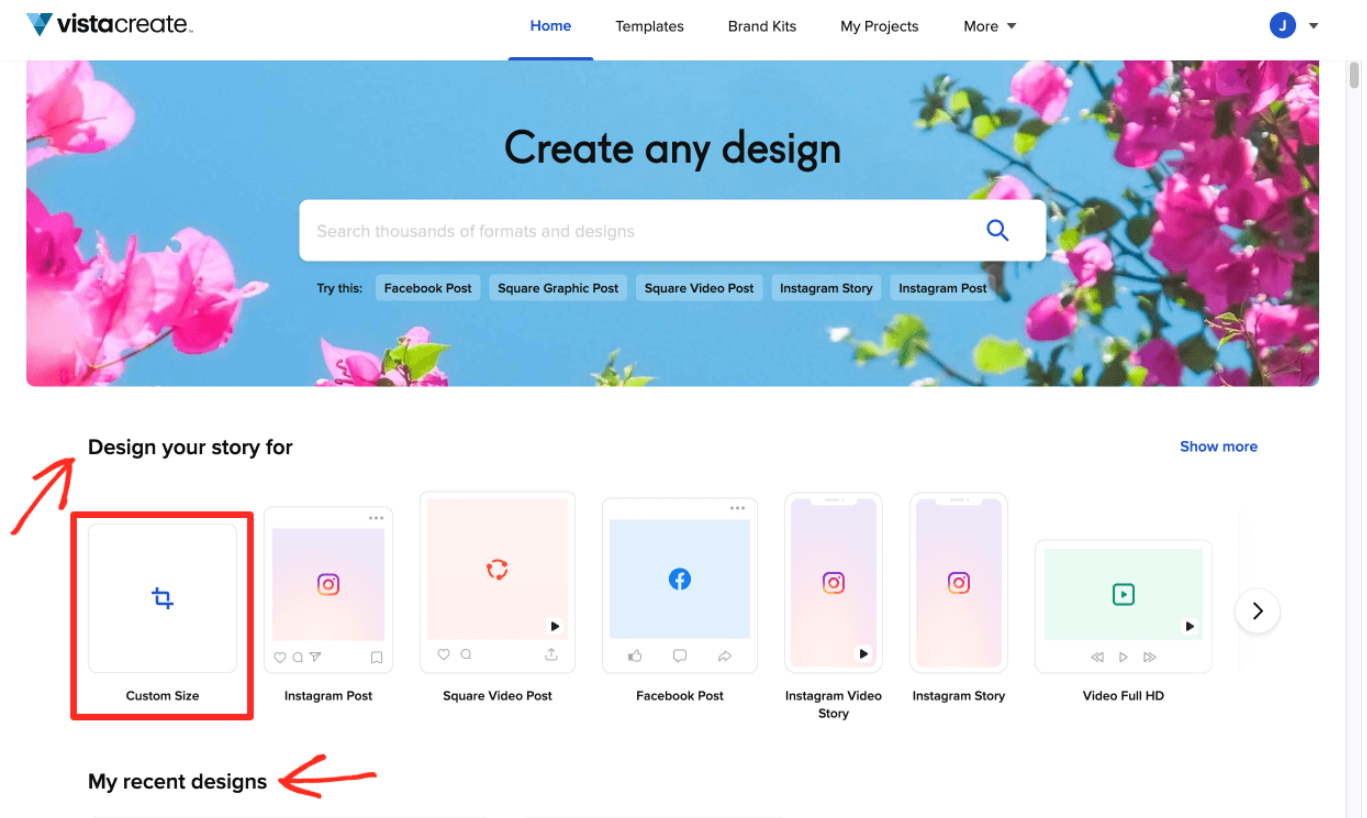 vistacreate™
Home Templates Brand Kits My Projects More J
Create any design
Search thousands of formats and designs
Try this: Facebook Post Square Graphic Post Square Video Post Instagram Story Instagram Post
Design your story for Show more
Custom Size Instagram Post Square Video Post Facebook Post Instagram Video Instagram Story Video Full HD
Story
My recent designs